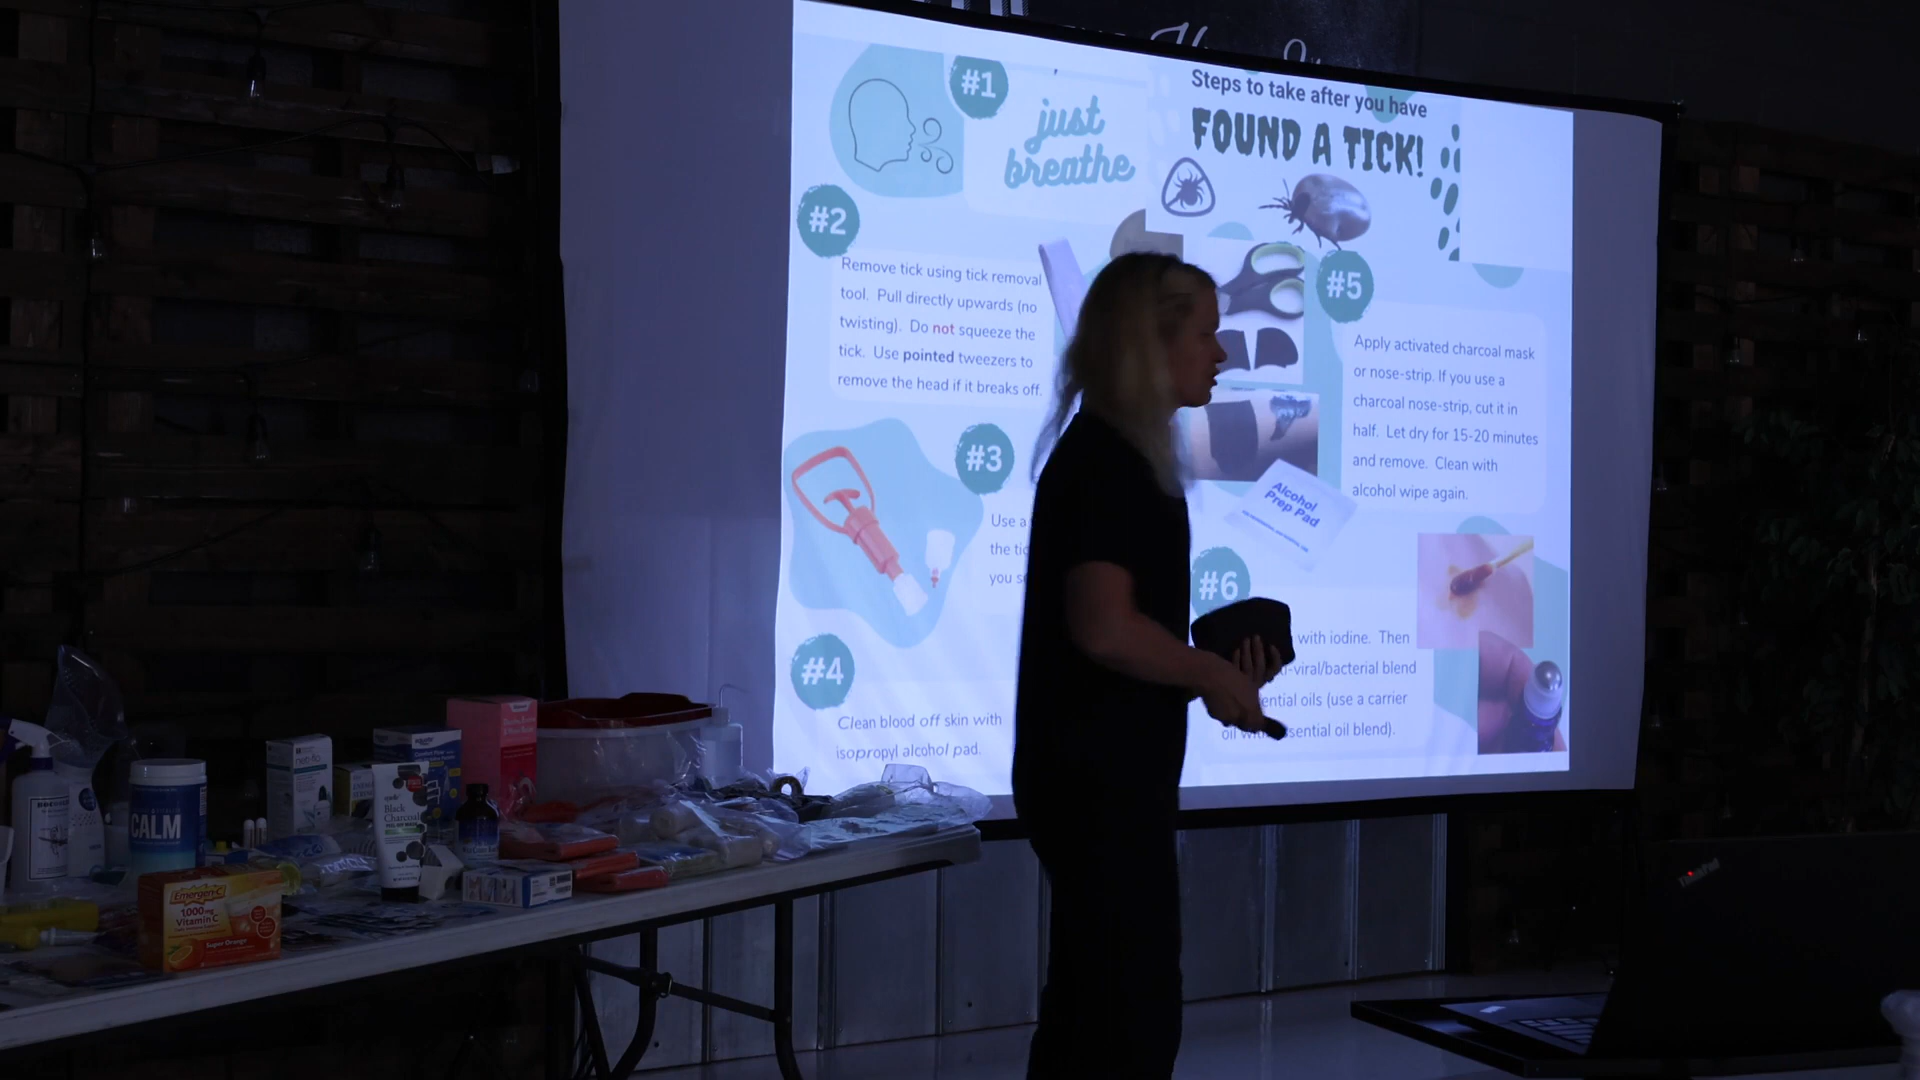 #1
just
breathe
Steps to take after you have
FOUND A TICK!
#2
Remove tick using tick removal
tool. Pull directly upwards (no
twisting). Do not squeeze the
tick. Use pointed tweezers to
remove the head if it breaks off.
#3
Use a
the
you
#4
Clean blood off skin with
isopropyl alcohol pad.
#5
Apply activated charcoal mask
or nose-strip. If you use a
charcoal nose-strip, cut it in
half. Let dry for 15-20 minutes
and remove. Clean with
alcohol wipe again.
Alcohol
Prep Pad
#6
with iodine. Then
-viral/bacterial blend
ential oils (use a carrier
oil sential oil blend).
CALM
Emergen-C
1000mg
Vitamin C
Super Orange
Black
Charcoal
ThinkPad